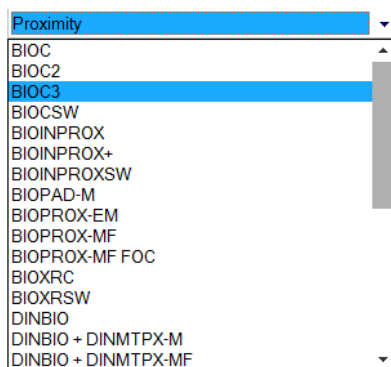 Proximity
BIOC
BIOC2
BIOC3
BIOCSW
BIOINPROX
BIOINPROX+
BIOINPROXSW
BIOPAD-M
BIOPROX-EM
BIOPROX-MF
BIOPROX-MF FOC
BIOXRC
BIOXRSW
DINBIO
DINBIO + DINMTPX-M
DINBIO + DINMTPX-MF